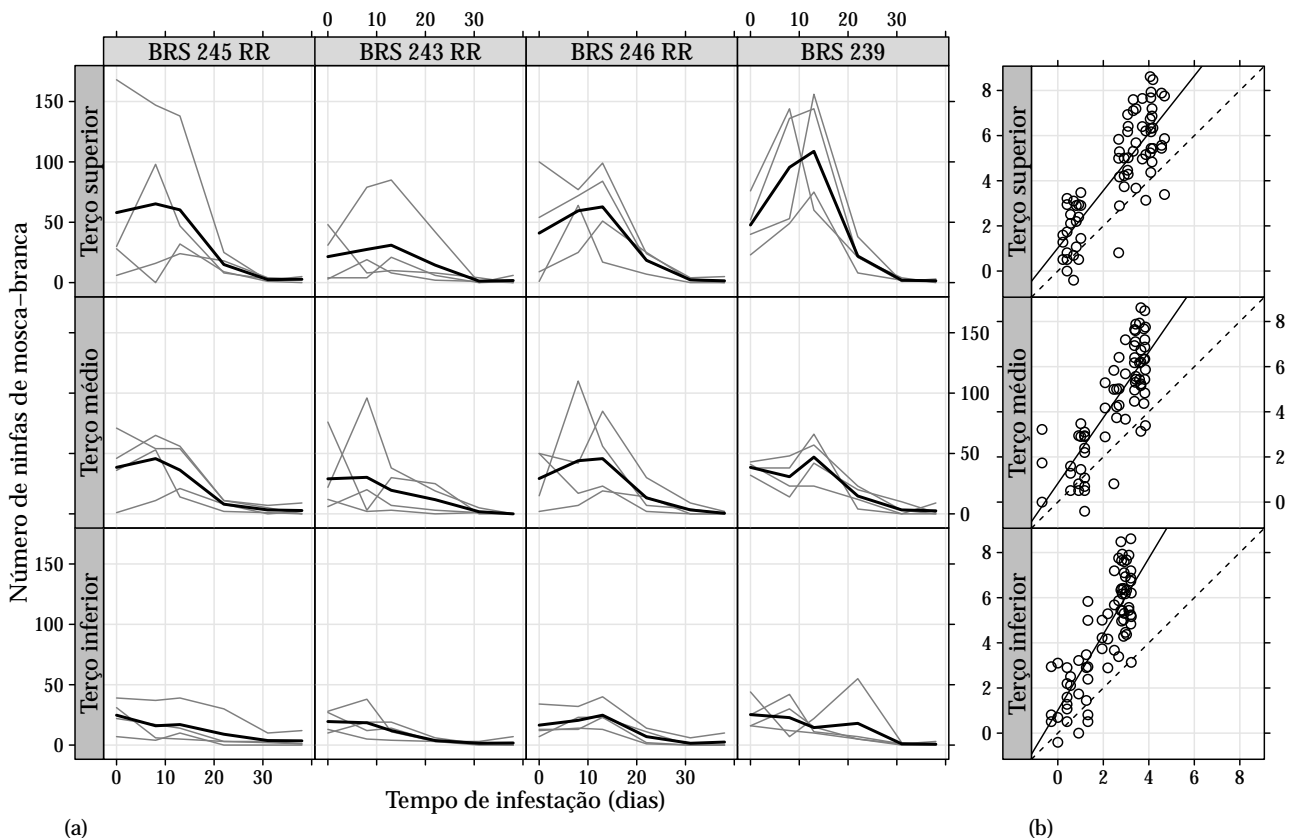 0 10 20 30 0 10 20 30
BRS 245 RR BRS 243 RR BRS 246 RR BRS 239
Número de ninfas de mosca−branca
Terço superior
150
100
50
0
Terço médio
150
100
50
0
Terço inferior
150
100
50
0
0 10 20 30 0 10 20 30
Tempo de infestação (dias)
(a)
Terço superior
8
6
4
2
0
Terço médio
8
6
4
2
0
Terço inferior
8
6
4
2
0
0 2 4 6 8
(b)